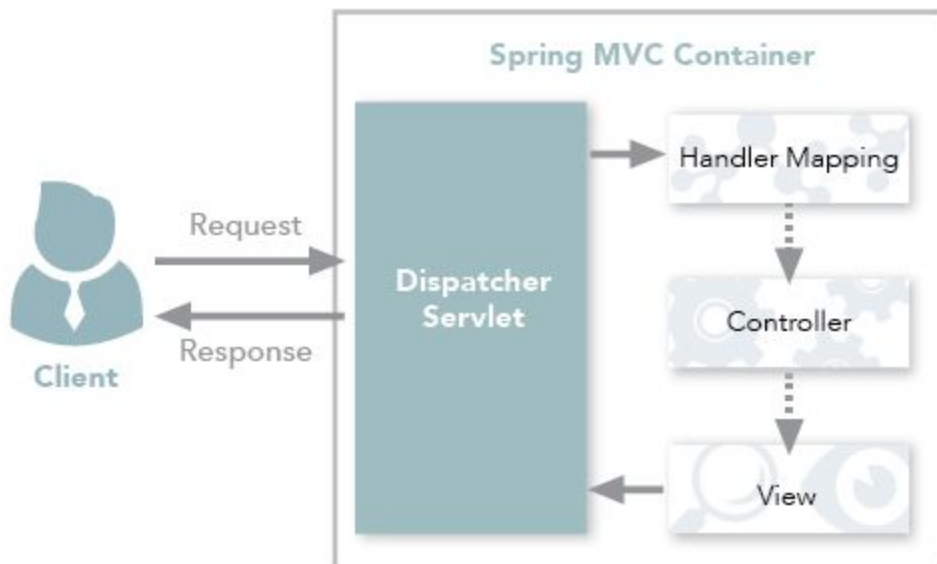 Spring MVC Container
Handler Mapping
Request
Dispatcher
Servlet
Controller
Response
Client
View